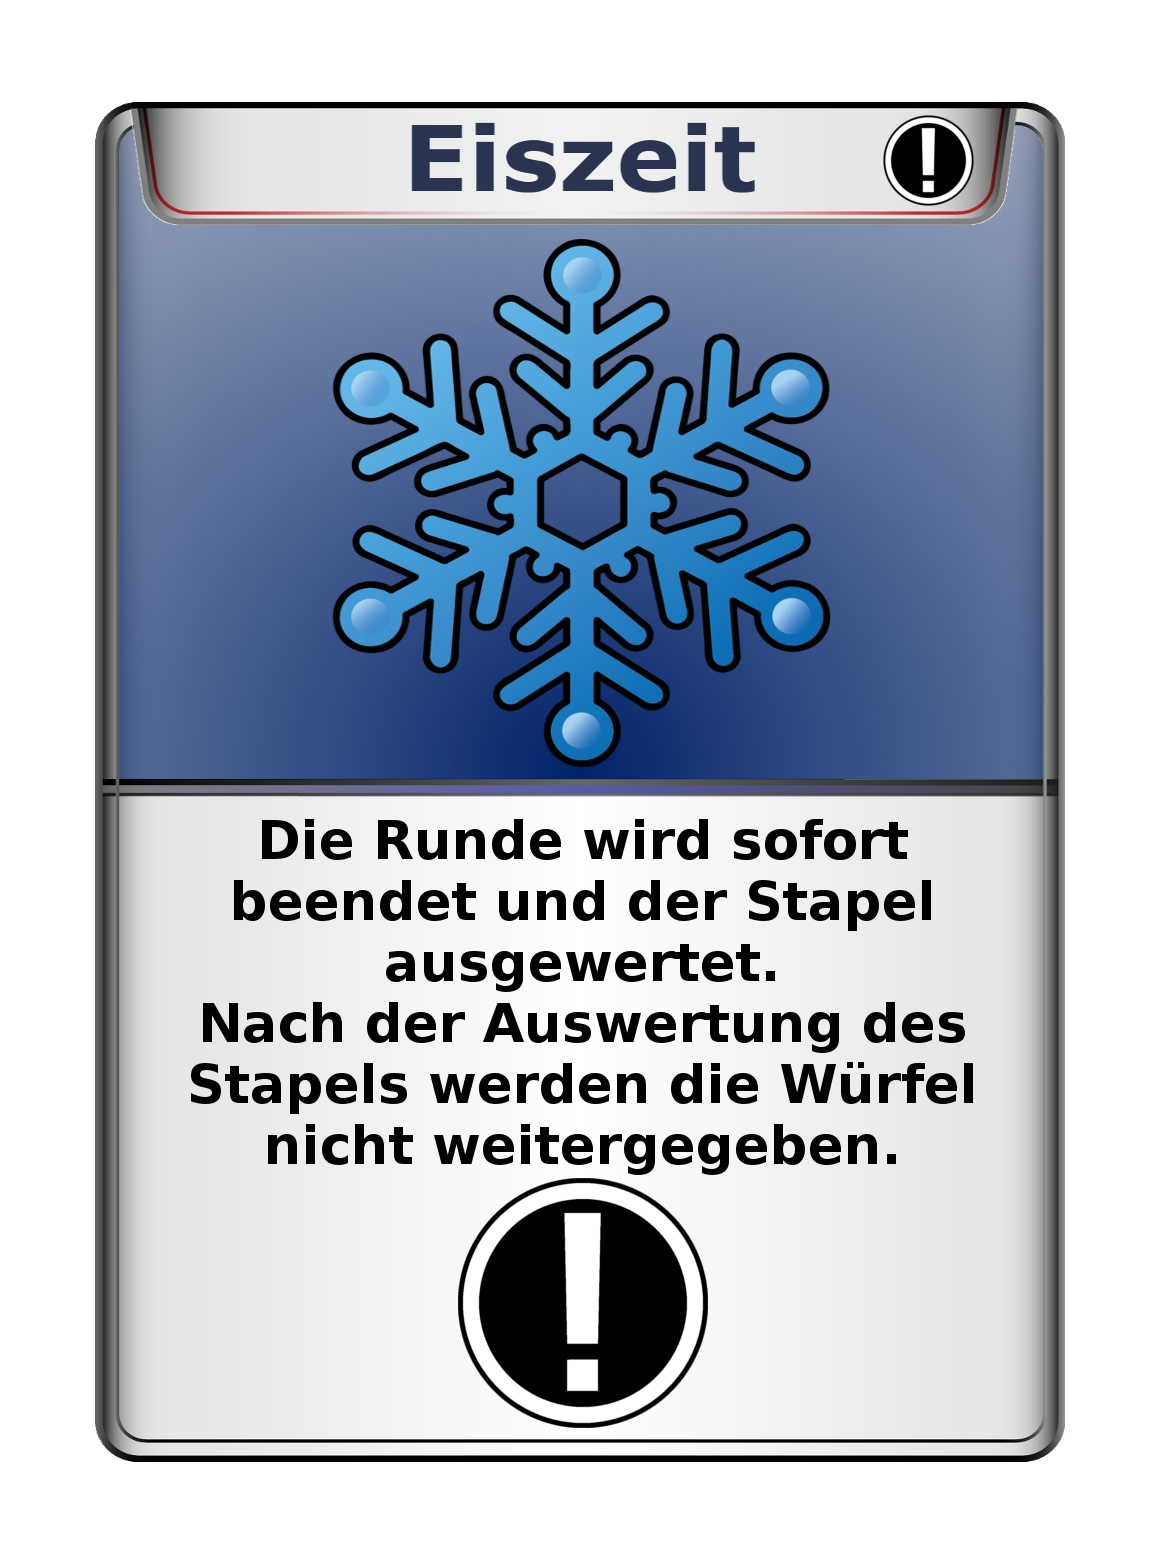 Eiszeit
!
Die Runde wird sofort
beendet und der Stapel
ausgewertet.
Nach der Auswertung des
Stapels werden die Würfel
nicht weitergegeben.
!